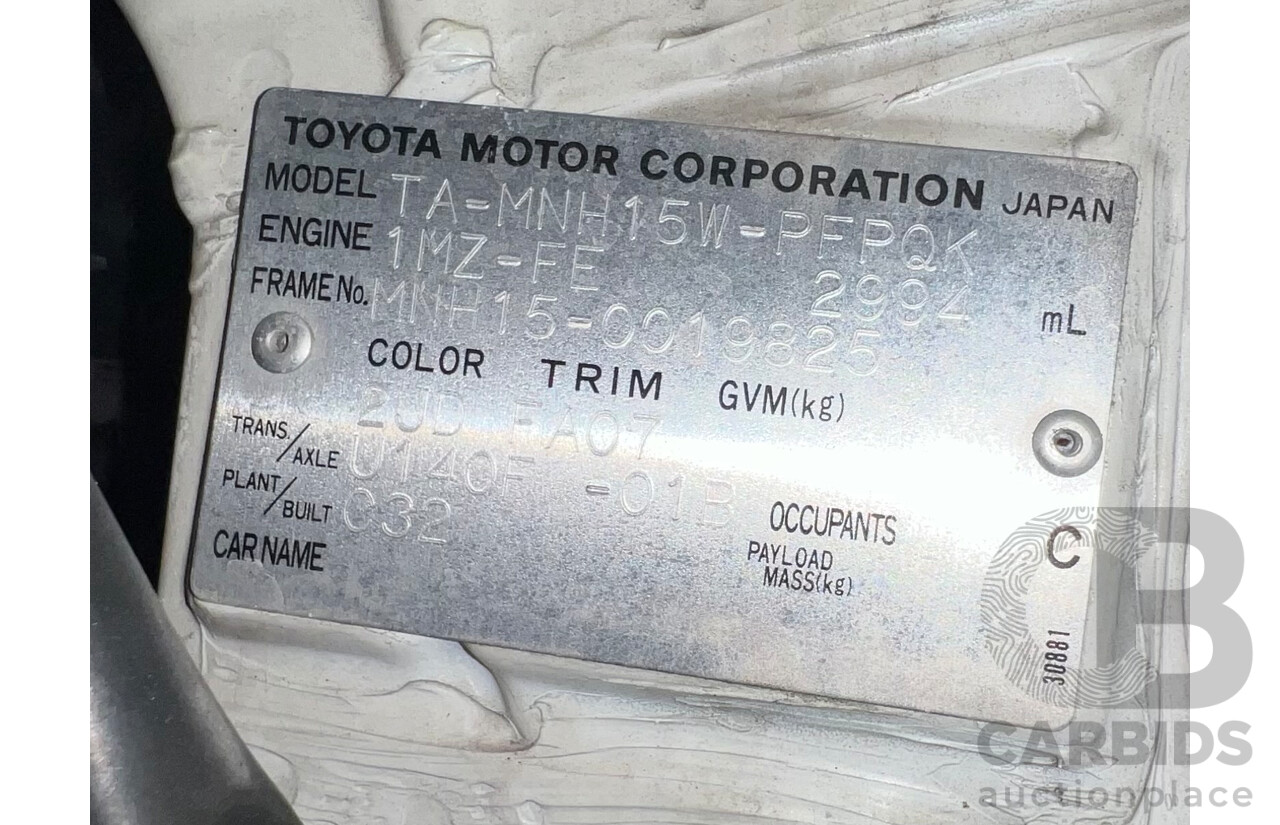 TOYOTA MOTOR CORPORATION JAPAN
MODEL TA-MNH15W-PFPQK
ENGINE 1MZ-FE 2994 mL
FRAME No. MNH15-0019825
COLOR TRIM GVM(kg)
2JD FA07
TRANS./AXLE U140F -01B
PLANT/BUILT C32 OCCUPANTS C
CAR NAME PAYLOAD MASS(kg)
30881
CB
CARBIDS
auctionplace